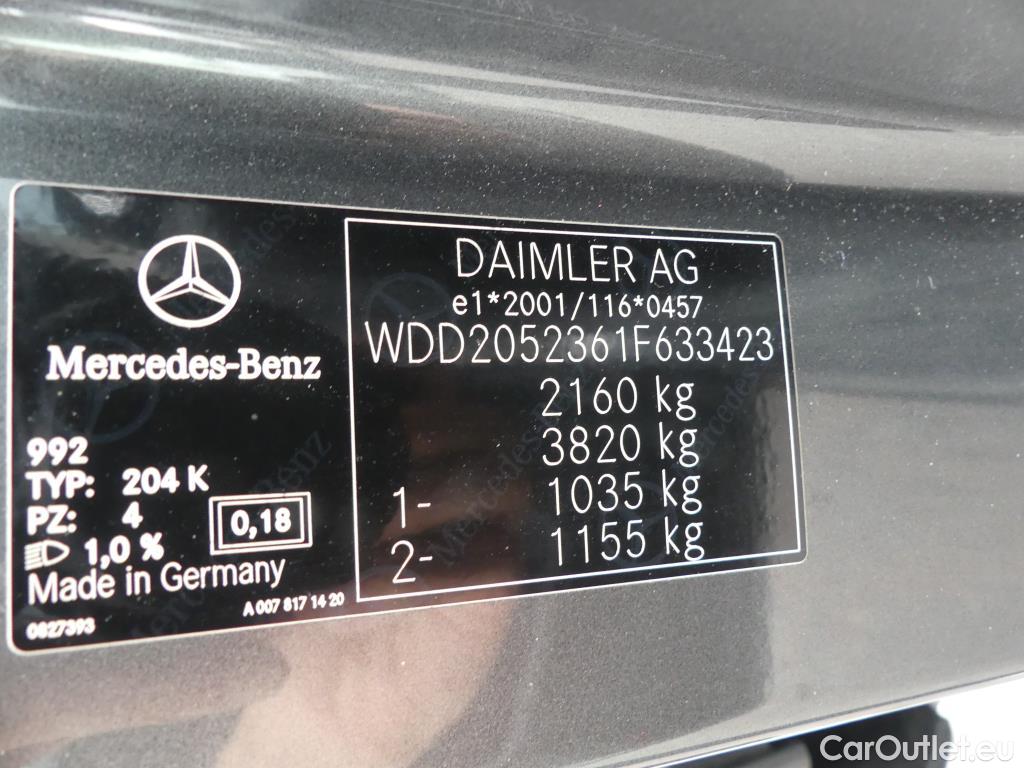 Mercedes-Benz
992
TYP: 204 K
PZ: 4
0,18
1,0 %
Made in Germany
A 007 817 14 20
0827393
DAIMLER AG
e1*2001/116*0457
WDD2052361F633423
2160 kg
3820 kg
1- 1035 kg
2- 1155 kg
CarOutlet.eu